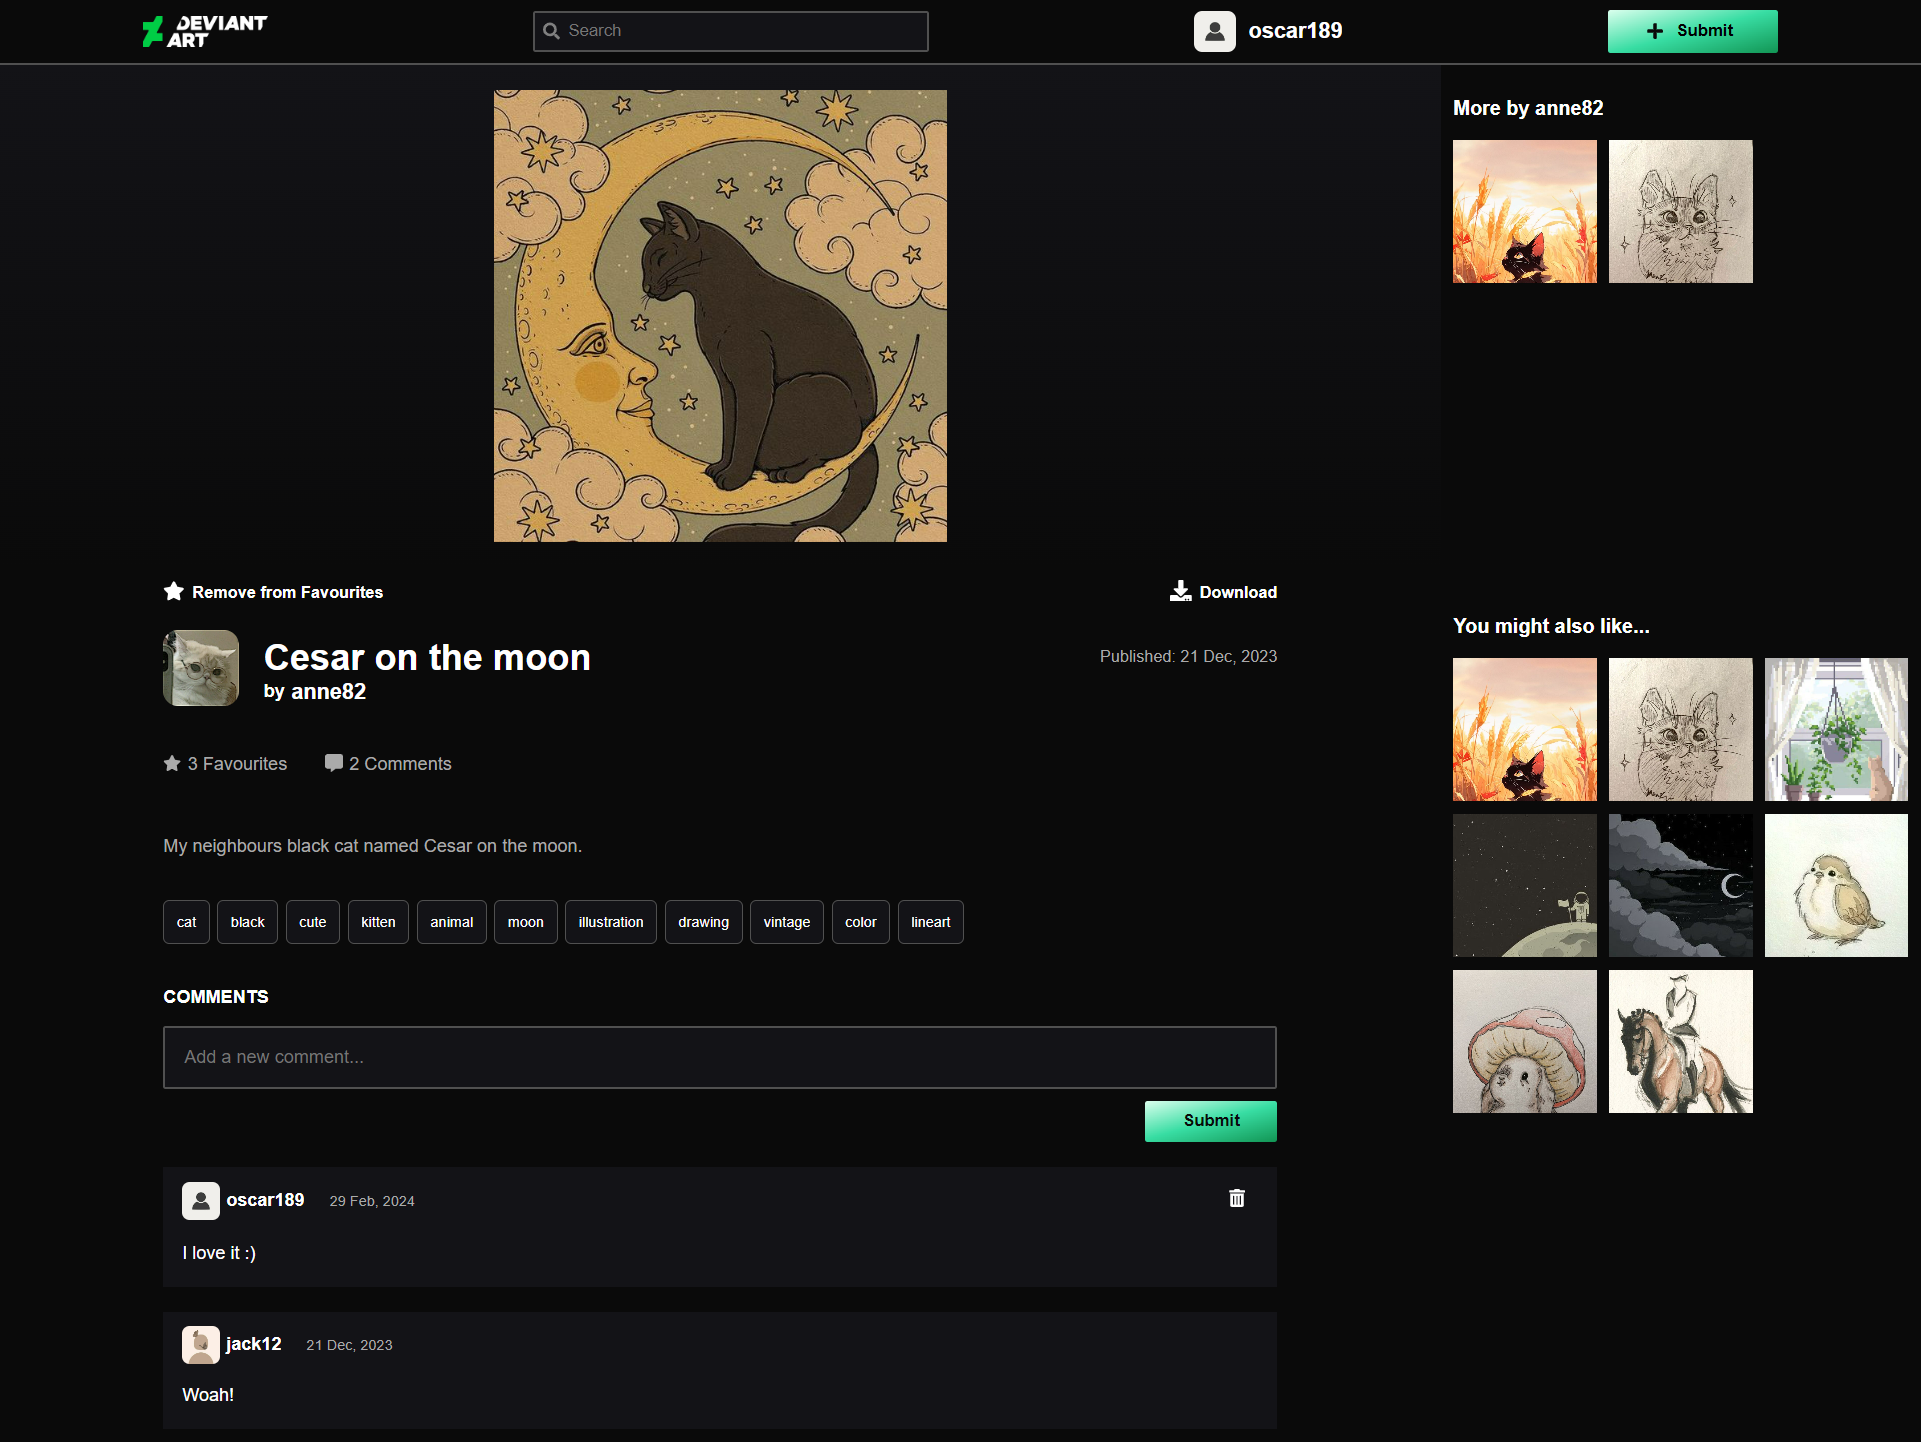 DEVIANT
ART
Search
oscar189
Submit
More by anne82
Remove from Favourites
Download
Cesar on the moon
by anne82
Published: 21 Dec, 2023
3 Favourites
2 Comments
My neighbours black cat named Cesar on the moon.
cat
black
cute
kitten
animal
moon
illustration
drawing
vintage
color
lineart
COMMENTS
Add a new comment...
Submit
oscar189
29 Feb, 2024
I love it :)
jack12
21 Dec, 2023
Woah!
You might also like...